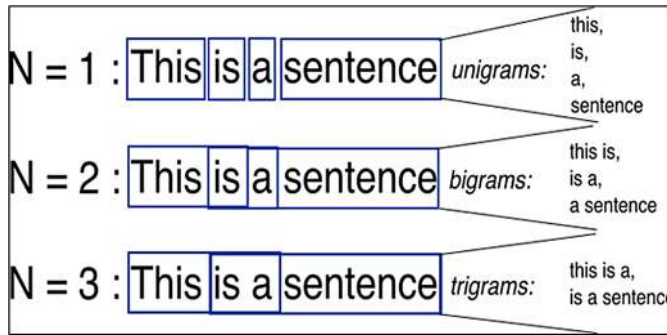 this,
is,
N = 1 : This is a sentence unigrams:
a,
sentence
this is,
N = 2 : This is a sentence bigrams:
is a,
a sentence
N = 3 : This is a sentence trigrams:
this is a,
is a sentence